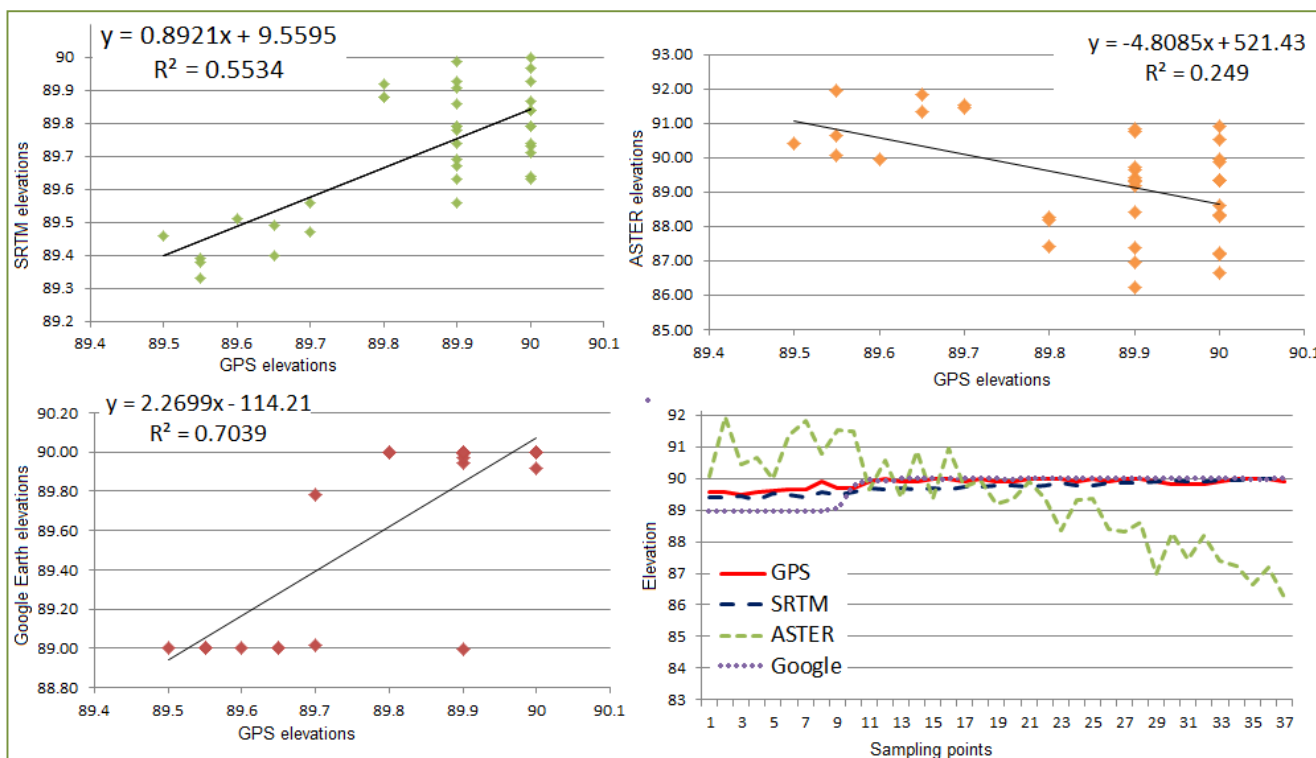 y = 0.8921x + 9.5595
R² = 0.5534
SRTM elevations
90
89.9
89.8
89.7
89.6
89.5
89.4
89.3
89.2
89.4 89.5 89.6 89.7 89.8 89.9 90 90.1
GPS elevations
y = -4.8085x + 521.43
R² = 0.249
ASTER elevations
93.00
92.00
91.00
90.00
89.00
88.00
87.00
86.00
85.00
89.4 89.5 89.6 89.7 89.8 89.9 90 90.1
GPS elevations
y = 2.2699x - 114.21
R² = 0.7039
Google Earth elevations
90.20
90.00
89.80
89.60
89.40
89.20
89.00
88.80
89.4 89.5 89.6 89.7 89.8 89.9 90 90.1
GPS elevations
Elevation
92
91
90
89
88
87
86
85
84
83
GPS
SRTM
ASTER
Google
1 3 5 7 9 11 13 15 17 19 21 23 25 27 29 31 33 35 37
Sampling points